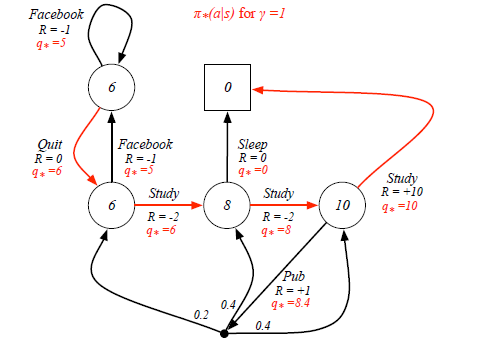 Facebook
R = -1
q* =5
π*(a|s) for γ =1
6
0
Quit
R = 0
q* =6
Facebook
R = -1
q* =5
Sleep
R = 0
q* =0
Study
R = +10
q* =10
Study
R = -2
q* =6
Study
R = -2
q* =8
6
8
10
Pub
R = +1
q* =8.4
0.2
0.4
0.4